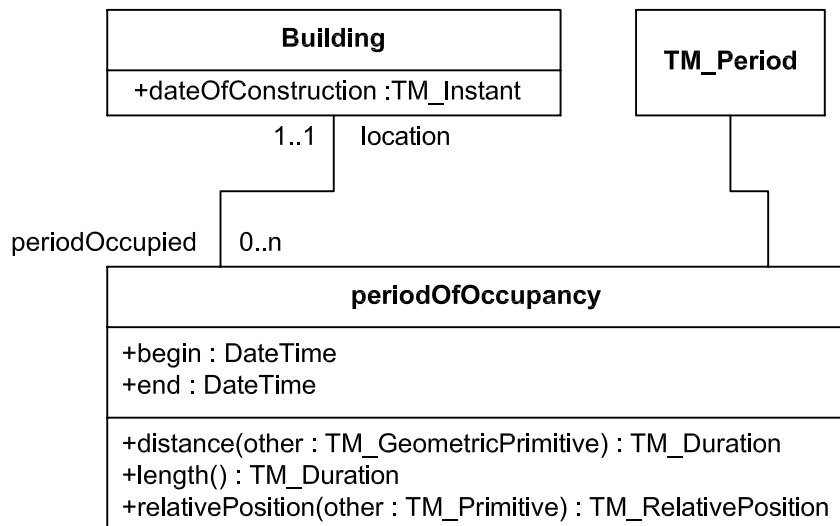 Building
+dateOfConstruction :TM_Instant
TM_Period
1..1 location
periodOccupied 0..n
periodOfOccupancy
+begin : DateTime
+end : DateTime
+distance(other : TM_GeometricPrimitive) : TM_Duration
+length() : TM_Duration
+relativePosition(other : TM_Primitive) : TM_RelativePosition